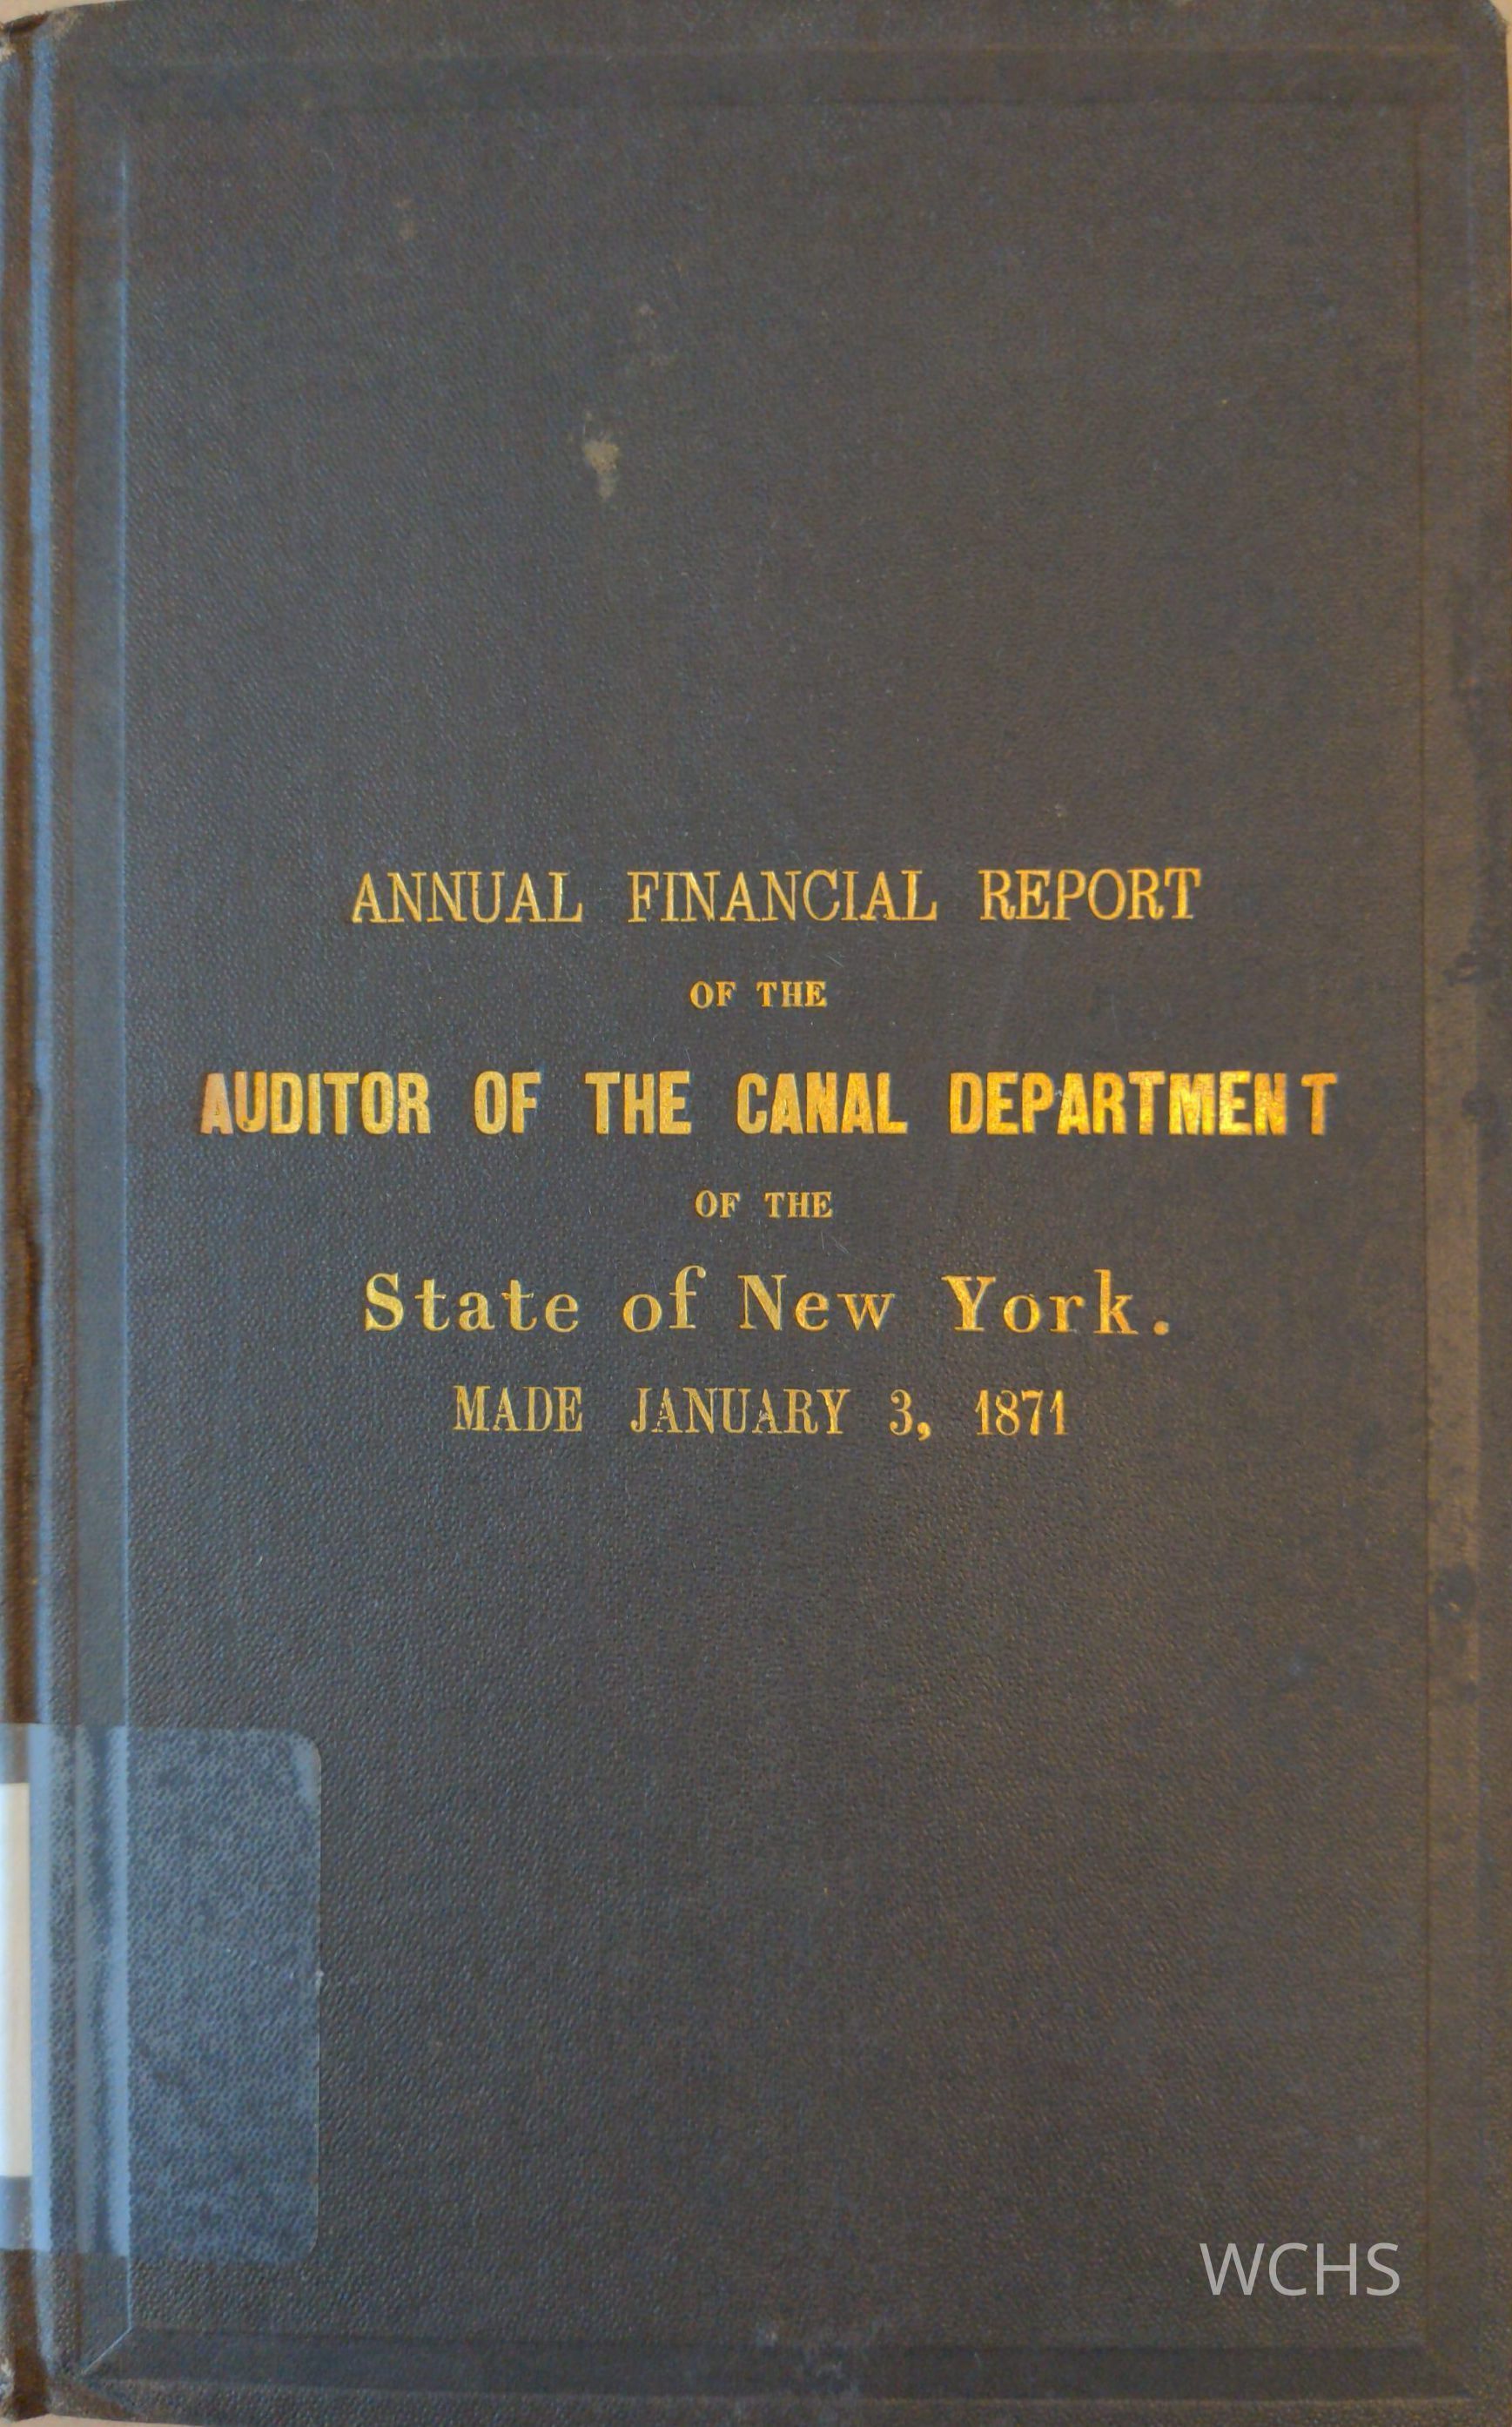 ANNUAL FINANCIAL REPORT
OF THE
AUDITOR OF THE CANAL DEPARTMENT
OF THE
State of New York.
MADE JANUARY 3, 1871
WCHS